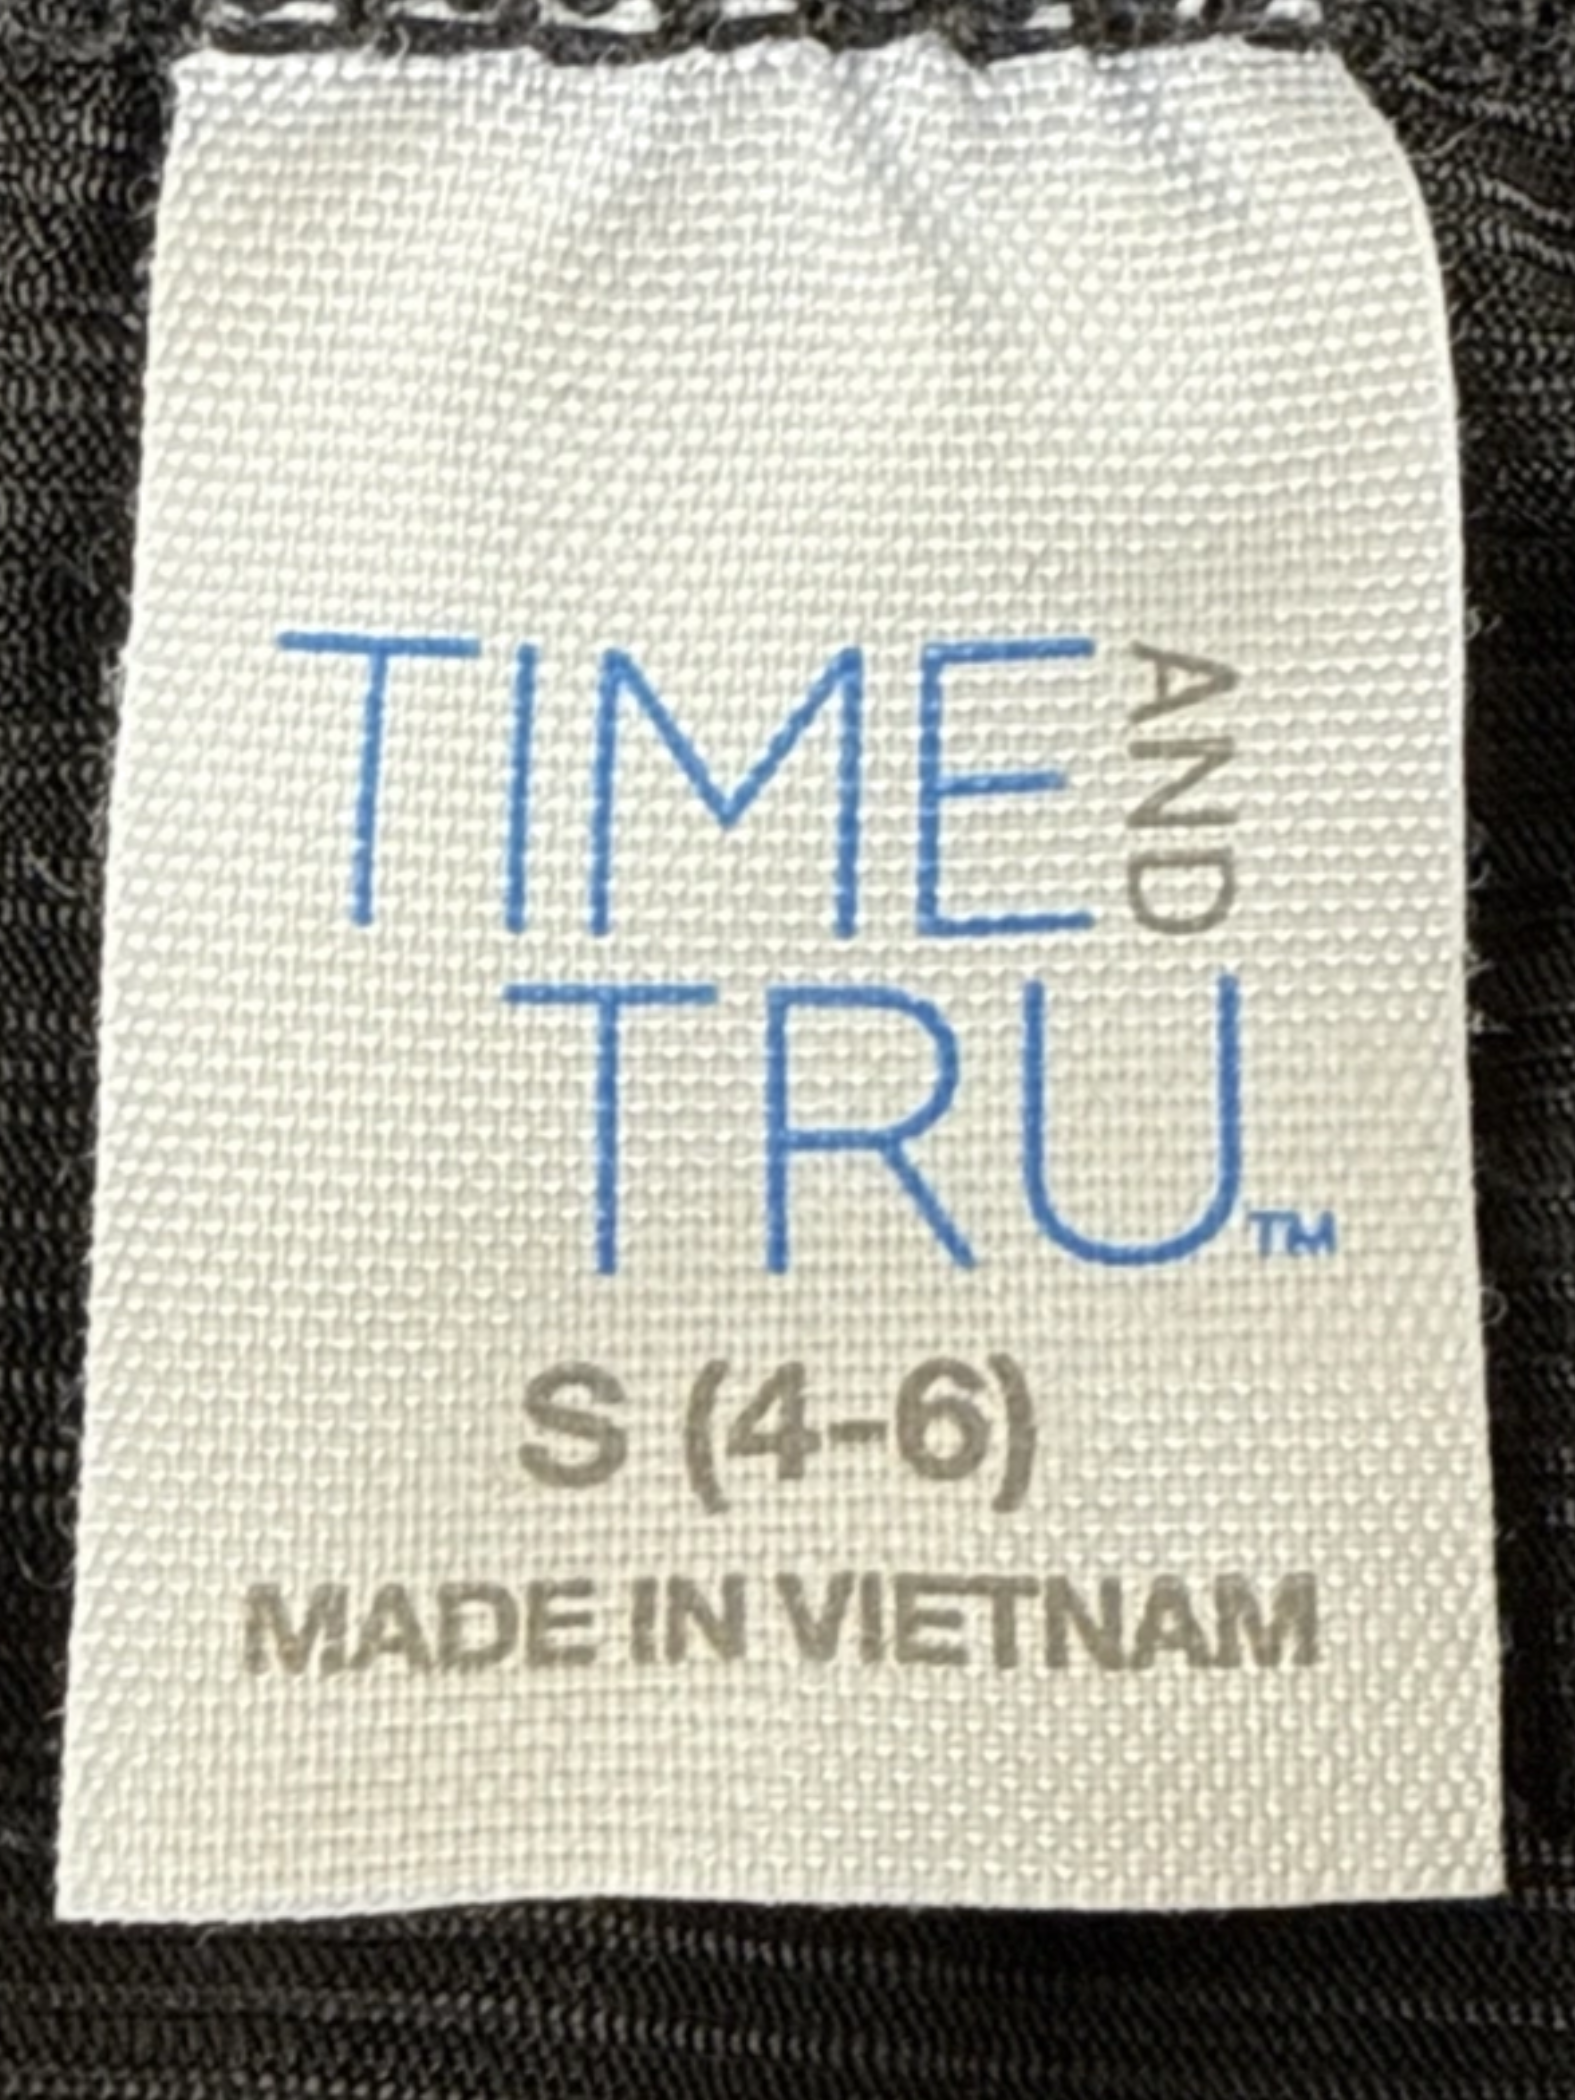 TIME AND
TRU™
S (4-6)
MADE IN VIETNAM